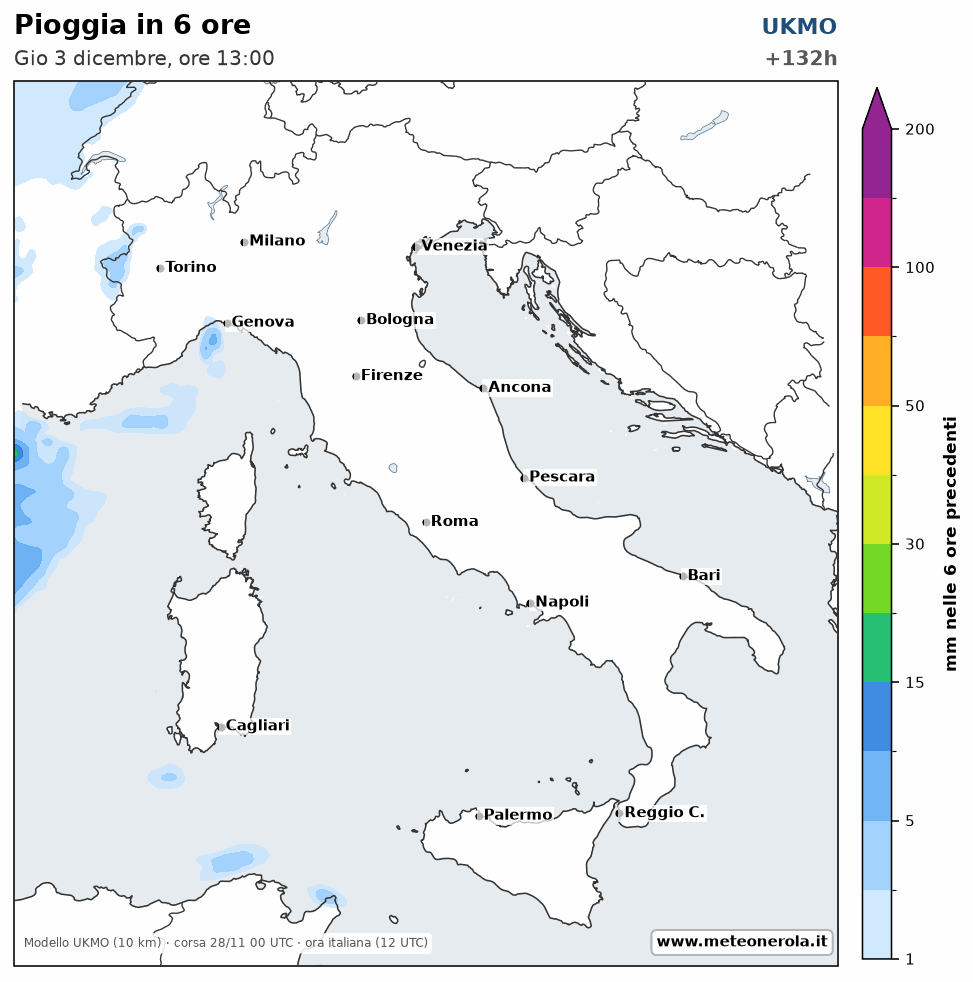 Pioggia in 6 ore
UKMO
Gio 3 dicembre, ore 13:00
+132h
200
100
50
30
15
5
1
mm nelle 6 ore precedenti
Milano
Venezia
Torino
Genova
Bologna
Firenze
Ancona
Pescara
Roma
Bari
Napoli
Cagliari
Palermo
Reggio C.
Modello UKMO (10 km) · corsa 28/11 00 UTC · ora italiana (12 UTC)
www.meteonerola.it